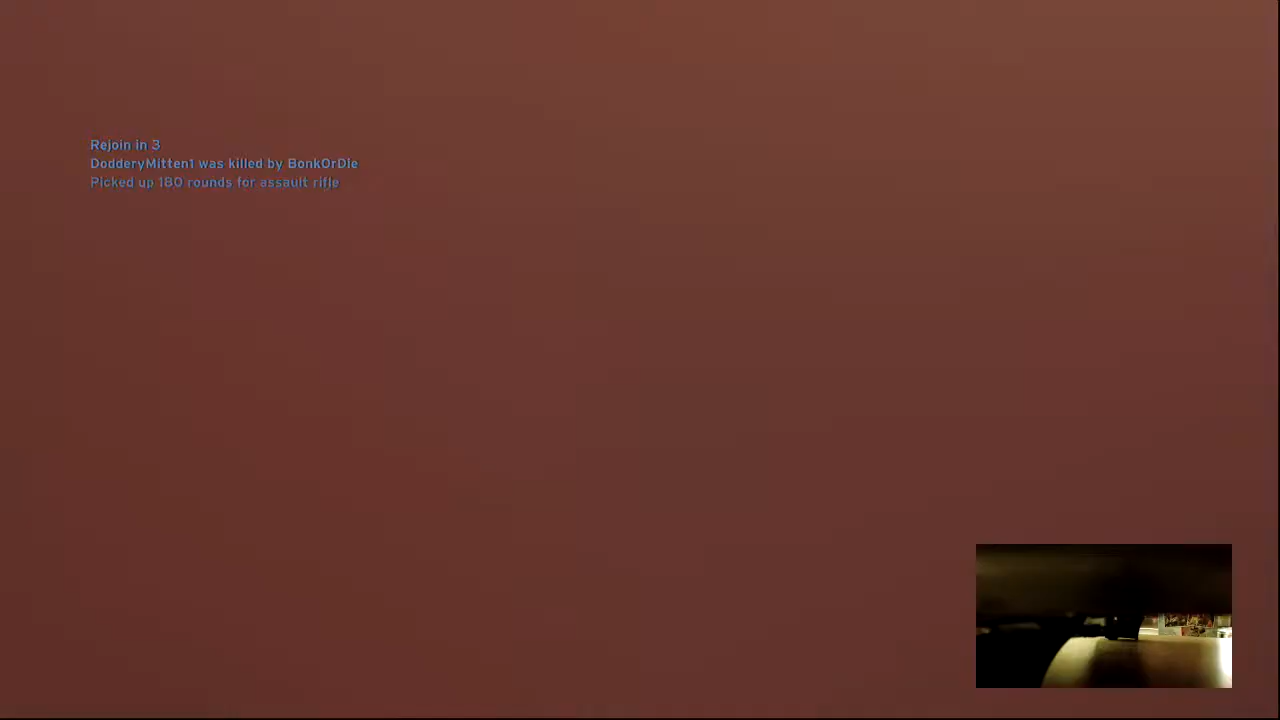 Rejoin in 3
DodderyMitten1 was killed by BonkOrDie
Picked up 180 rounds for assault rifle